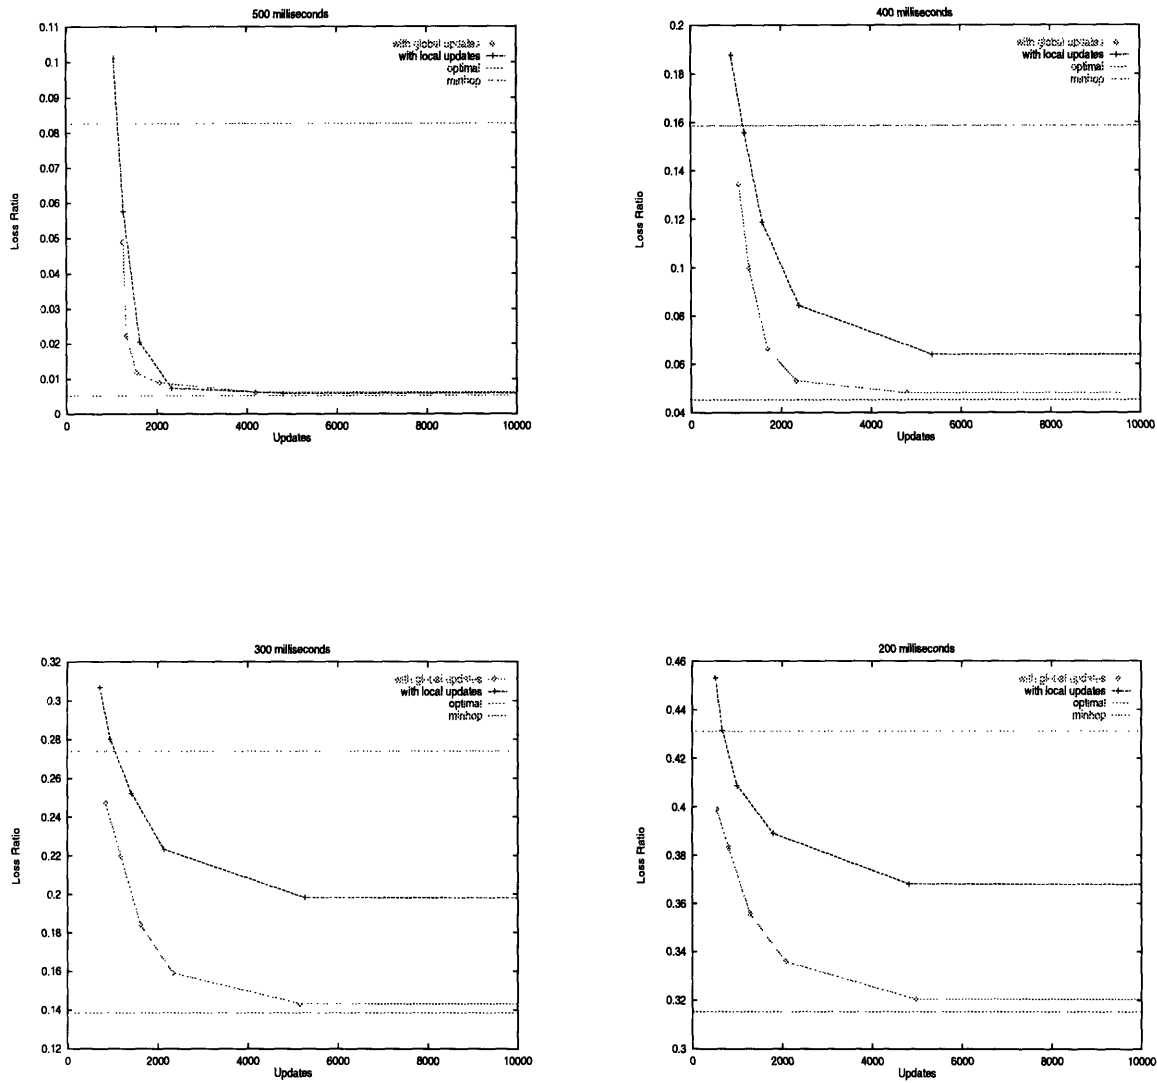 500 milliseconds
0.11
0.1
0.09
0.08
0.07
0.06
0.05
0.04
0.03
0.02
0.01
0
Loss Ratio
with global updates
with local updates
optimal
minhop
0 2000 4000 6000 8000 10000
Updates
400 milliseconds
0.2
0.18
0.16
0.14
0.12
0.1
0.08
0.06
0.04
Loss Ratio
with global updates
with local updates
optimal
minhop
0 2000 4000 6000 8000 10000
Updates
300 milliseconds
0.32
0.3
0.28
0.26
0.24
0.22
0.2
0.18
0.16
0.14
0.12
Loss Ratio
with global updates
with local updates
optimal
minhop
0 2000 4000 6000 8000 10000
Updates
200 milliseconds
0.46
0.44
0.42
0.4
0.38
0.36
0.34
0.32
0.3
Loss Ratio
with global updates
with local updates
optimal
minhop
0 2000 4000 6000 8000 10000
Updates